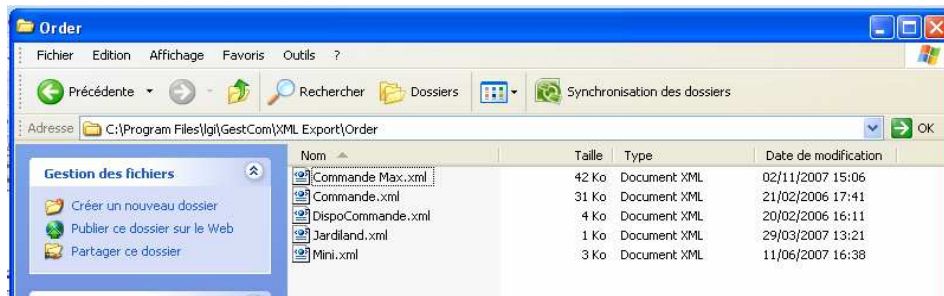 Order
Fichier Edition Affichage Favoris Outils ?
Précédente Rechercher Dossiers Synchronisation des dossiers
Adresse C:\Program Files\lgi\GestCom\XML Export\Order OK
Nom Taille Type Date de modification
Gestion des fichiers
Créer un nouveau dossier
Publier ce dossier sur le Web
Partager ce dossier
Commande Max.xml 42 Ko Document XML 02/11/2007 15:06
Commande.xml 31 Ko Document XML 21/02/2006 17:41
DispoCommande.xml 4 Ko Document XML 20/02/2006 16:11
Jardiland.xml 1 Ko Document XML 29/03/2007 13:21
Mini.xml 3 Ko Document XML 11/06/2007 16:38